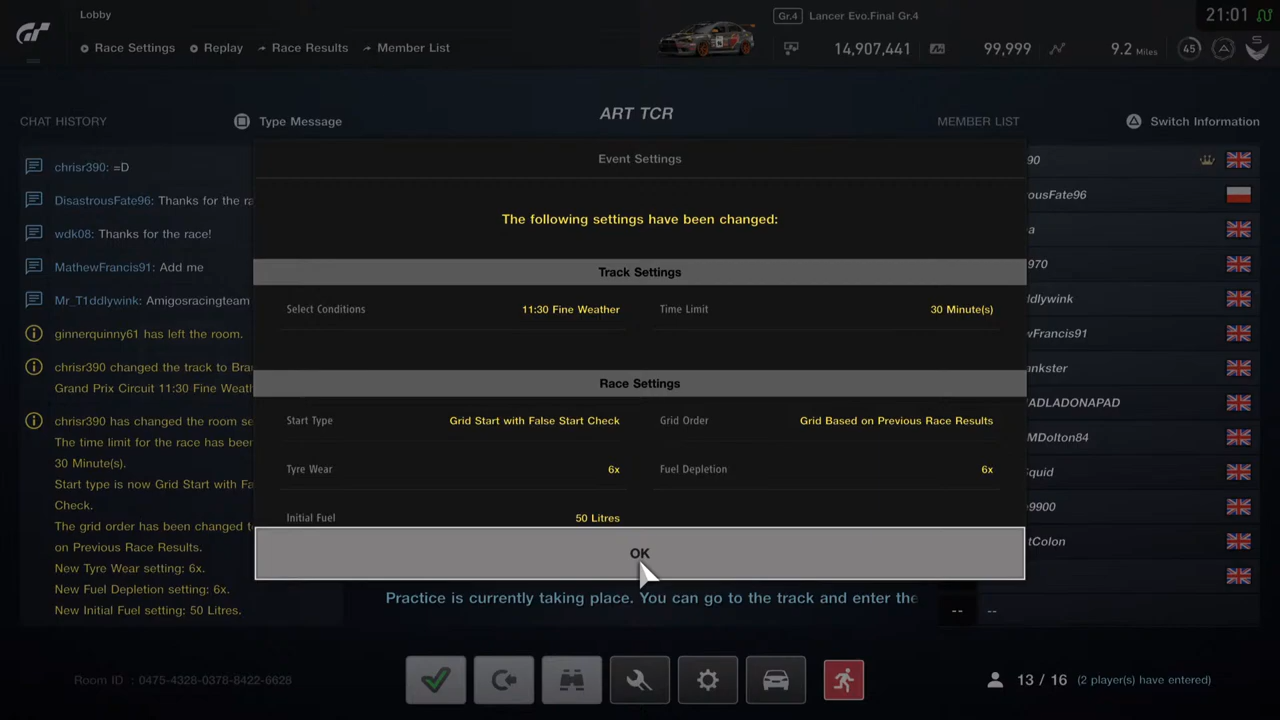 Lobby
Race Settings
Replay
Race Results
Member List
Gr.4
Lancer Evo.Final Gr.4
14,907,441
99,999
9.2 Miles
45
21:01
S
ART TCR
CHAT HISTORY
Type Message
MEMBER LIST
Switch Information
chrisr390: =D
DisastrousFate96: Thanks for the ra
wdk08: Thanks for the race!
MathewFrancis91: Add me
Mr_T1ddlywink: Amigosracingteam
ginnerquinny61 has left the room.
chrisr390 changed the track to Bra
Grand Prix Circuit 11:30 Fine Weath
chrisr390 has changed the room se
The time limit for the race has been
30 Minute(s).
Start type is now Grid Start with Fa
Check.
The grid order has been changed t
on Previous Race Results.
New Tyre Wear setting: 6x.
New Fuel Depletion setting: 6x.
New Initial Fuel setting: 50 Litres.
Event Settings
The following settings have been changed:
Track Settings
Select Conditions
11:30 Fine Weather
Time Limit
30 Minute(s)
Race Settings
Start Type
Grid Start with False Start Check
Grid Order
Grid Based on Previous Race Results
Tyre Wear
6x
Fuel Depletion
6x
Initial Fuel
50 Litres
OK
Practice is currently taking place. You can go to the track and enter the
90
ousFate96
a
970
ddlywink
wFrancis91
nkster
ADLADONAPAD
MDolton84
quid
9900
tColon
-- --
Room ID : 0475-4328-0378-8422-6628
13 / 16
(2 player(s) have entered)